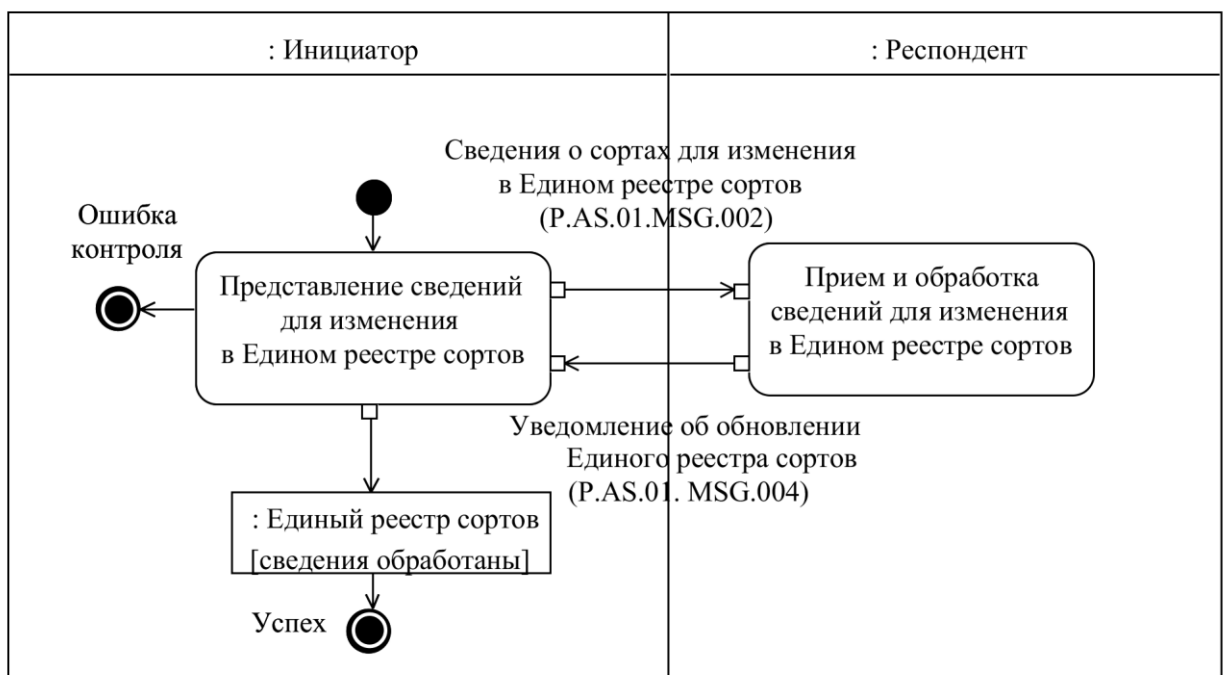 : Инициатор
: Респондент
Сведения о сортах для изменения
в Едином реестре сортов
(P.AS.01.MSG.002)
Ошибка
контроля
Представление сведений
для изменения
в Едином реестре сортов
Прием и обработка
сведений для изменения
в Едином реестре сортов
Уведомление об обновлении
Единого реестра сортов
(P.AS.01. MSG.004)
: Единый реестр сортов
[сведения обработаны]
Успех